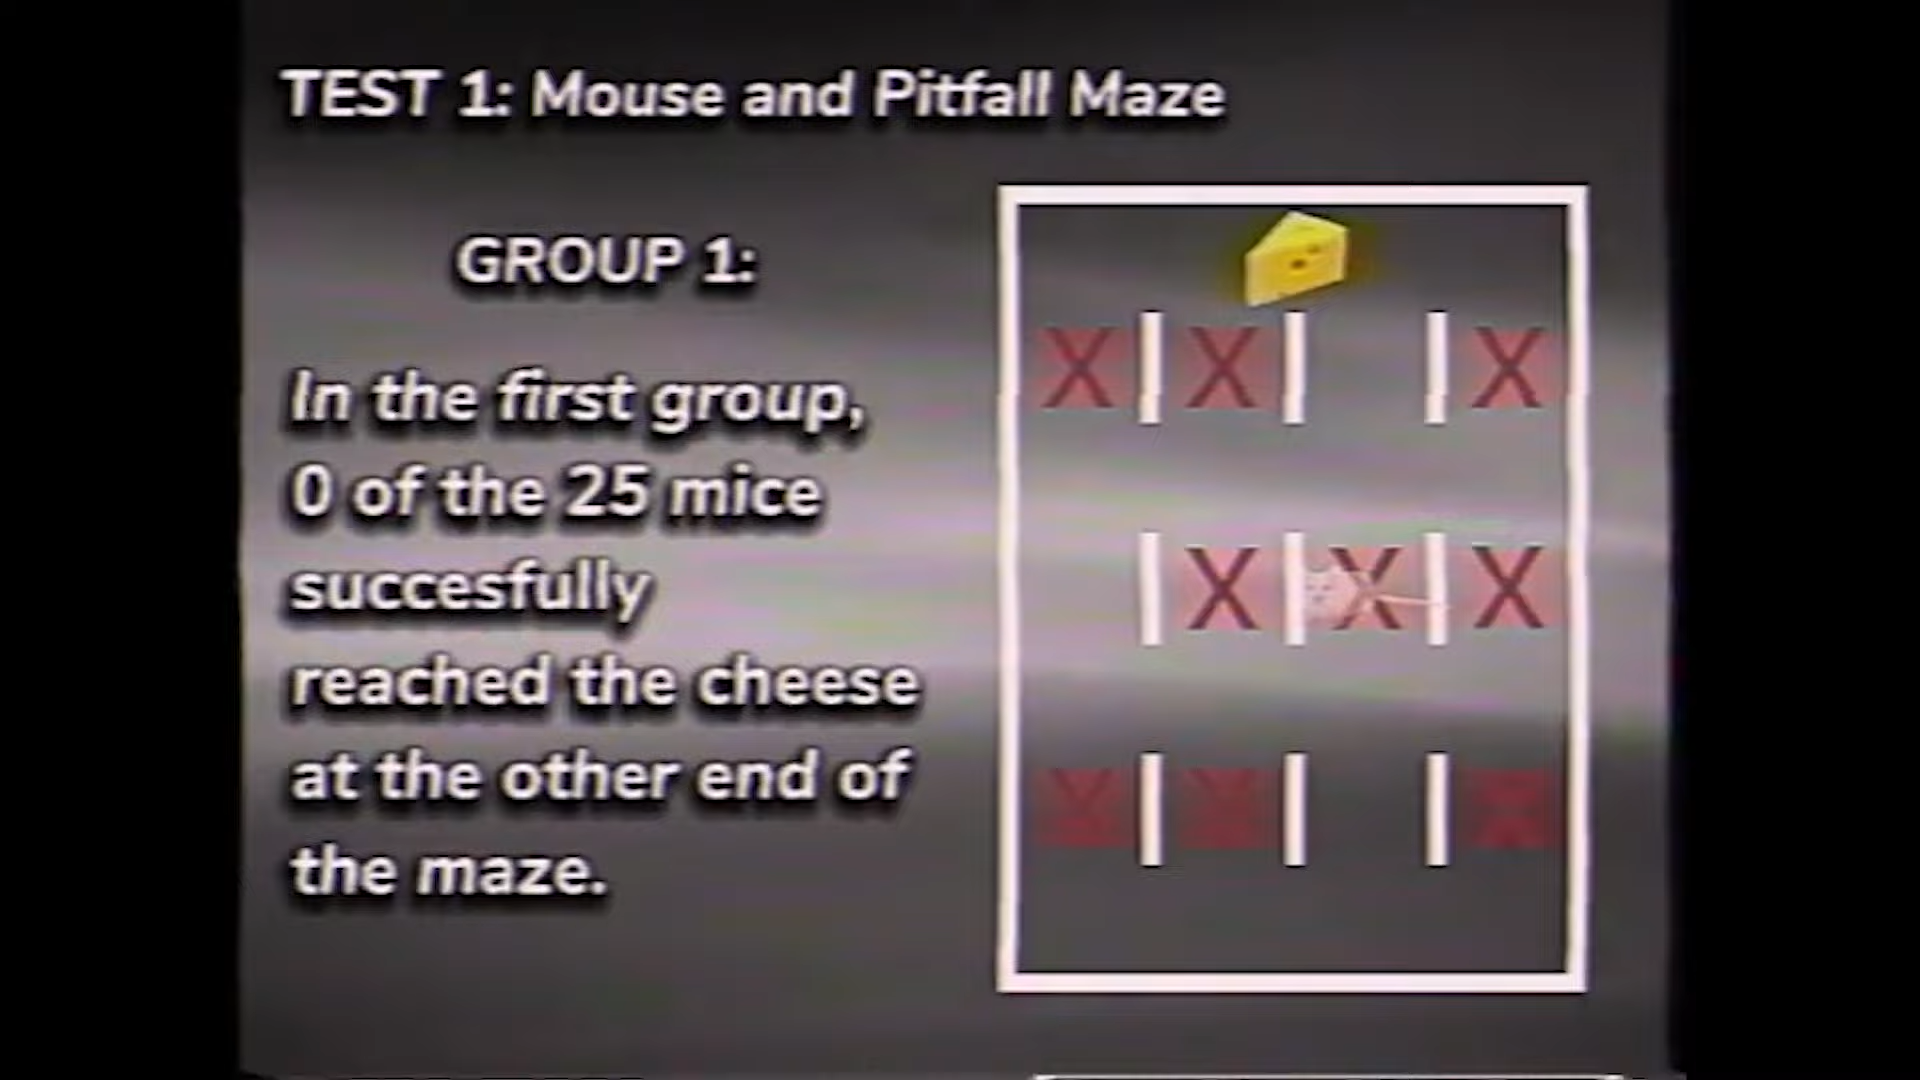 TEST 1: Mouse and Pitfall Maze
GROUP 1:
In the first group,
0 of the 25 mice
succesfully
reached the cheese
at the other end of
the maze.
X X X
X X X
X X X